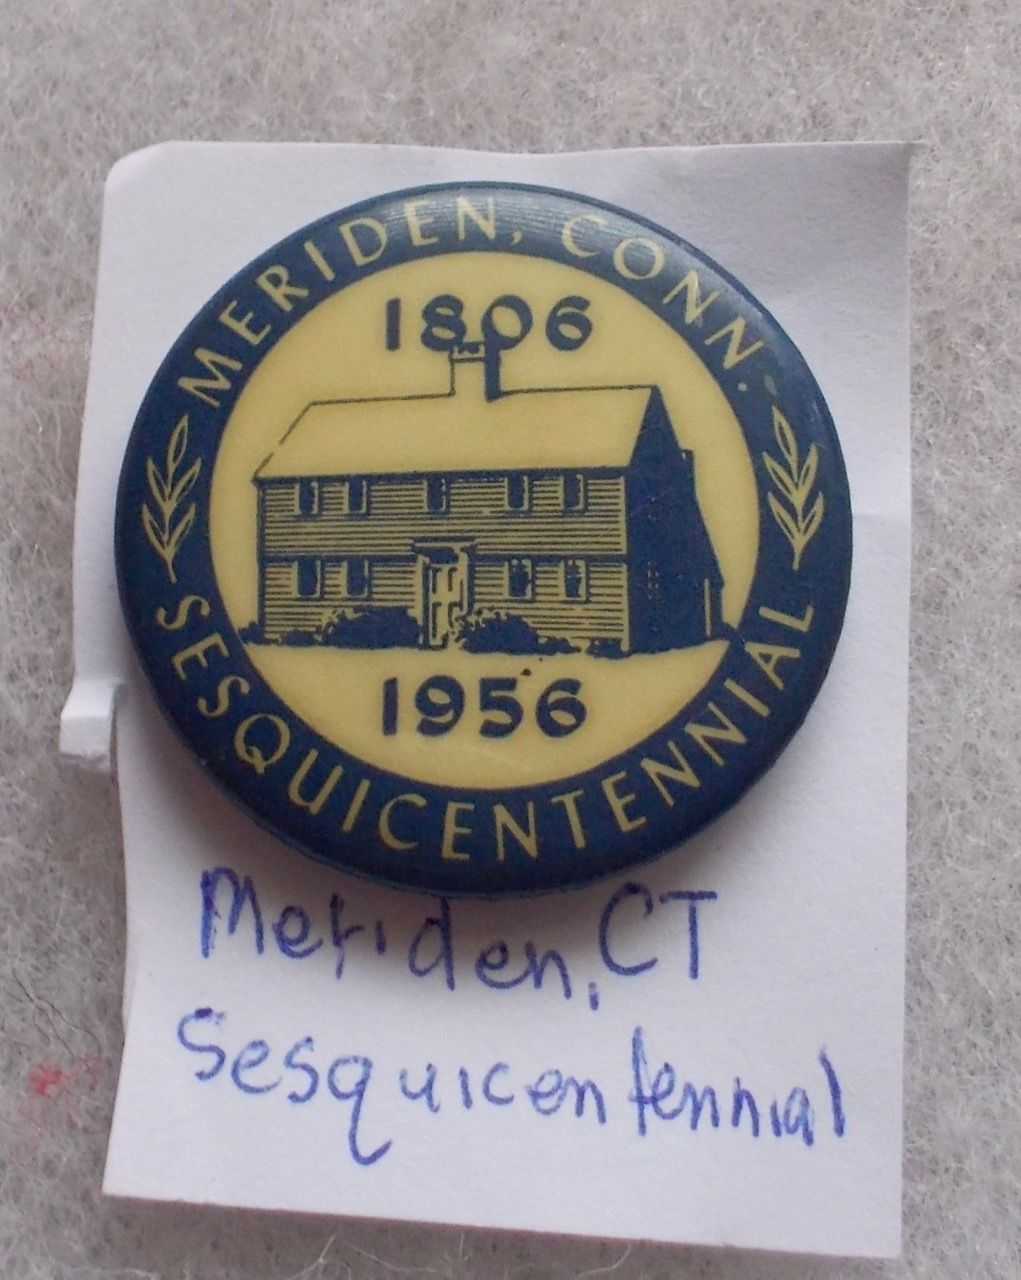 MERIDEN, CONN.
1806
1956
SESQUICENTENNIAL
Meriden, CT
Sesquicentennial